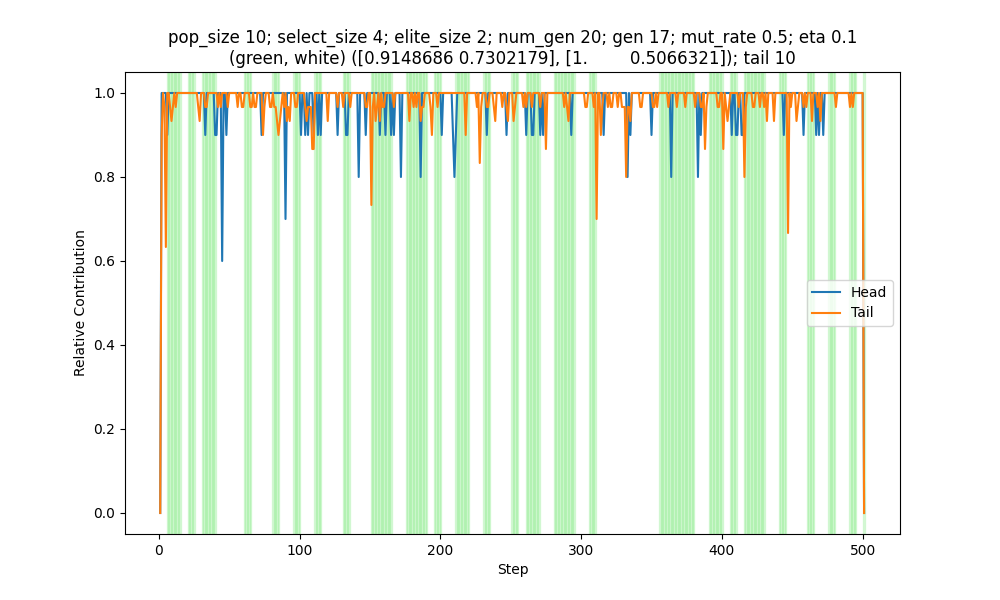 pop_size 10; select_size 4; elite_size 2; num_gen 20; gen 17; mut_rate 0.5; eta 0.1
(green, white) ([0.9148686 0.7302179], [1.        0.5066321]); tail 10
1.0
0.8
0.6
0.4
0.2
0.0
Relative Contribution
Head
Tail
0
100
200
300
400
500
Step